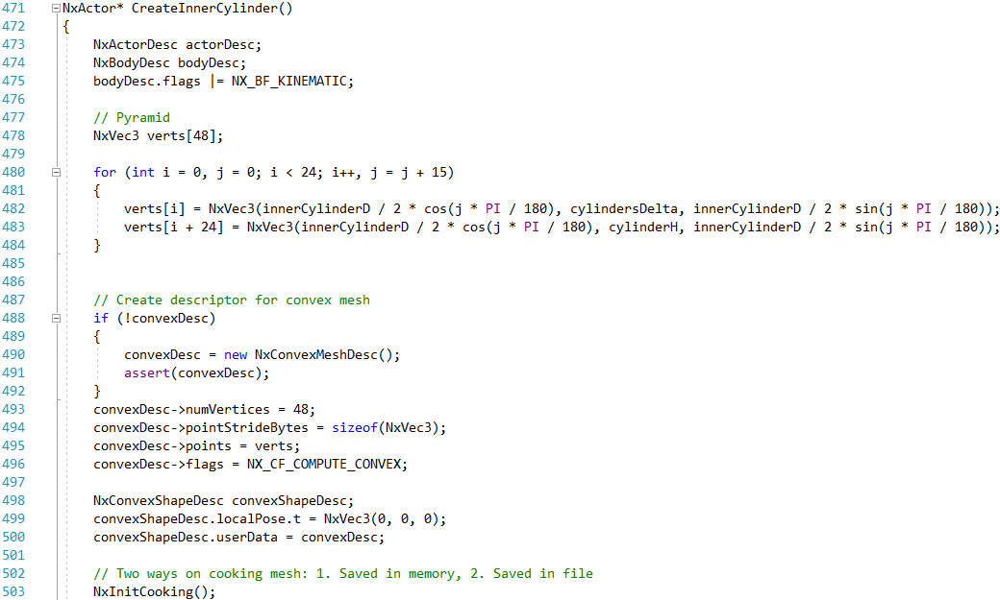 471 NxActor* CreateInnerCylinder()
472 {
473     NxActorDesc actorDesc;
474     NxBodyDesc bodyDesc;
475     bodyDesc.flags |= NX_BF_KINEMATIC;
476
477     // Pyramid
478     NxVec3 verts[48];
479
480     for (int i = 0, j = 0; i < 24; i++, j = j + 15)
481     {
482         verts[i] = NxVec3(innerCylinderD / 2 * cos(j * PI / 180), cylindersDelta, innerCylinderD / 2 * sin(j * PI / 180));
483         verts[i + 24] = NxVec3(innerCylinderD / 2 * cos(j * PI / 180), cylinderH, innerCylinderD / 2 * sin(j * PI / 180));
484     }
485
486
487     // Create descriptor for convex mesh
488     if (!convexDesc)
489     {
490         convexDesc = new NxConvexMeshDesc();
491         assert(convexDesc);
492     }
493     convexDesc->numVertices = 48;
494     convexDesc->pointStrideBytes = sizeof(NxVec3);
495     convexDesc->points = verts;
496     convexDesc->flags = NX_CF_COMPUTE_CONVEX;
497
498     NxConvexShapeDesc convexShapeDesc;
499     convexShapeDesc.localPose.t = NxVec3(0, 0, 0);
500     convexShapeDesc.userData = convexDesc;
501
502     // Two ways on cooking mesh: 1. Saved in memory, 2. Saved in file
503     NxInitCooking();